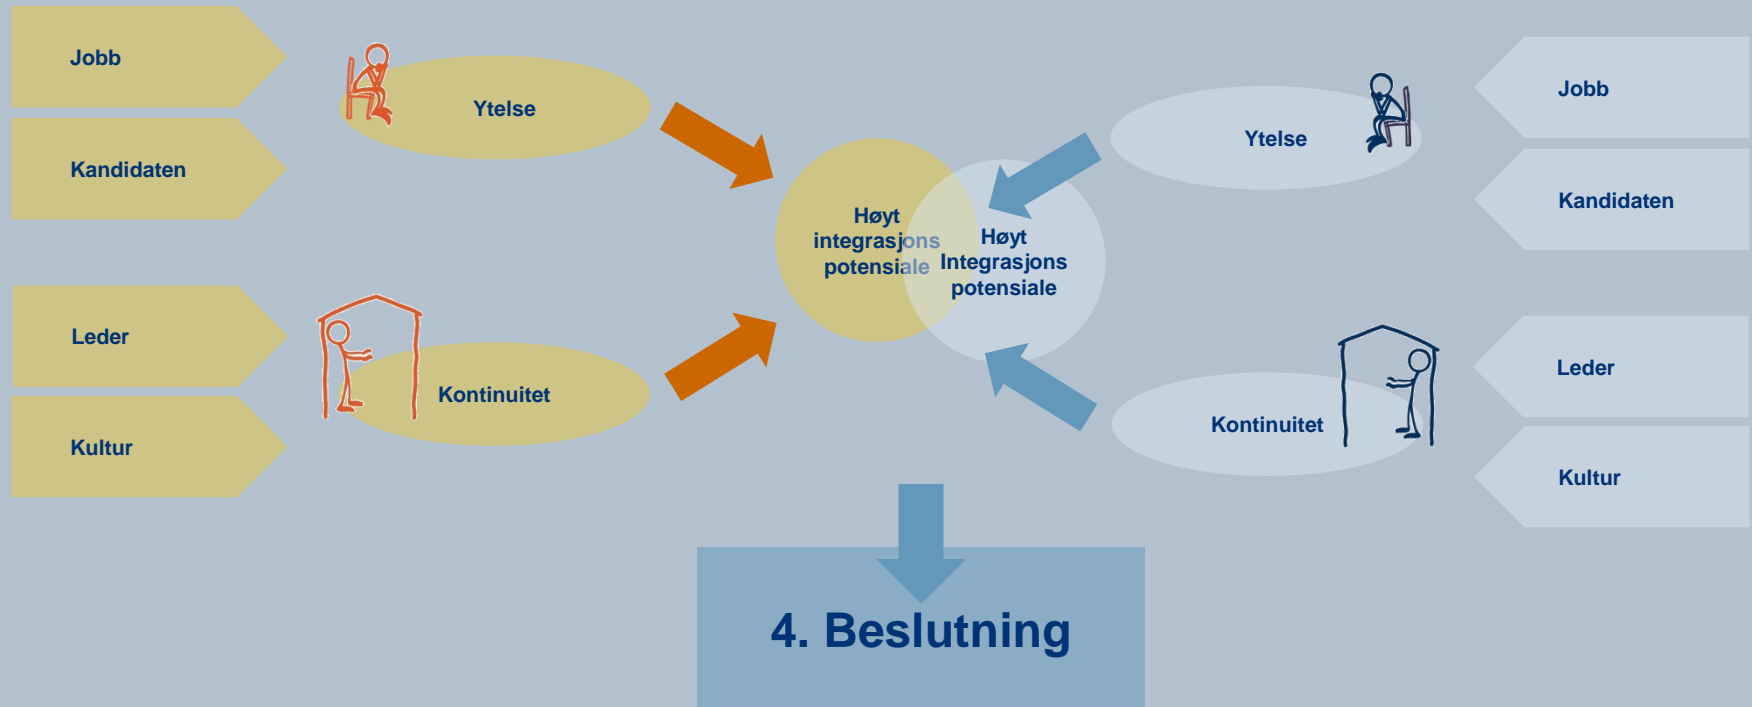 Jobb
Kandidaten
Ytelse
Leder
Kultur
Kontinuitet
Høyt
integrasjons
potensiale
Høyt
Integrasjons
potensiale
Ytelse
Jobb
Kandidaten
Kontinuitet
Leder
Kultur
4. Beslutning